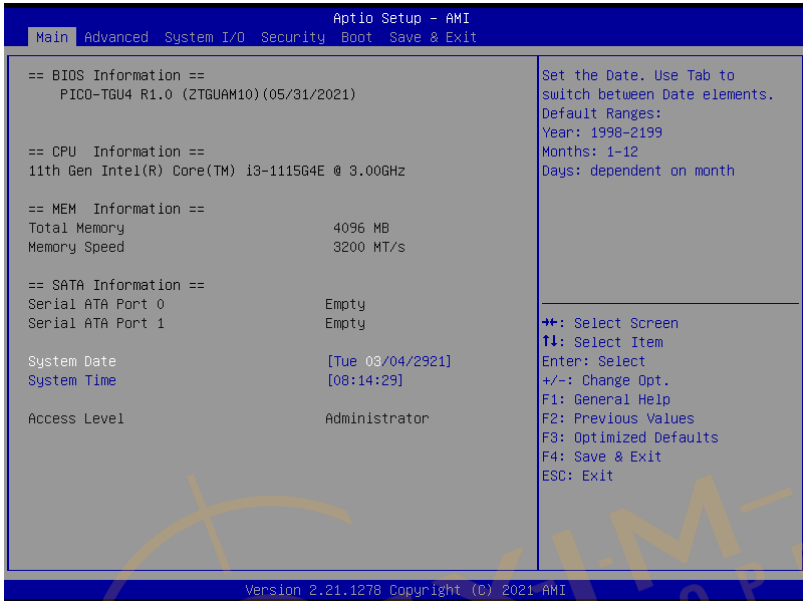 Aptio Setup – AMI
Main Advanced System I/O Security Boot Save & Exit
== BIOS Information ==
PICO-TGU4 R1.0 (ZTGUAM10)(05/31/2021)
== CPU Information ==
11th Gen Intel(R) Core(TM) i3-1115G4E @ 3.00GHz
== MEM Information ==
Total Memory 4096 MB
Memory Speed 3200 MT/s
== SATA Information ==
Serial ATA Port 0 Empty
Serial ATA Port 1 Empty
System Date [Tue 03/04/2921]
System Time [08:14:29]
Access Level Administrator
Set the Date. Use Tab to
switch between Date elements.
Default Ranges:
Year: 1998-2199
Months: 1-12
Days: dependent on month
→←: Select Screen
↑↓: Select Item
Enter: Select
+/-: Change Opt.
F1: General Help
F2: Previous Values
F3: Optimized Defaults
F4: Save & Exit
ESC: Exit
Version 2.21.1278 Copyright (C) 2021 AMI